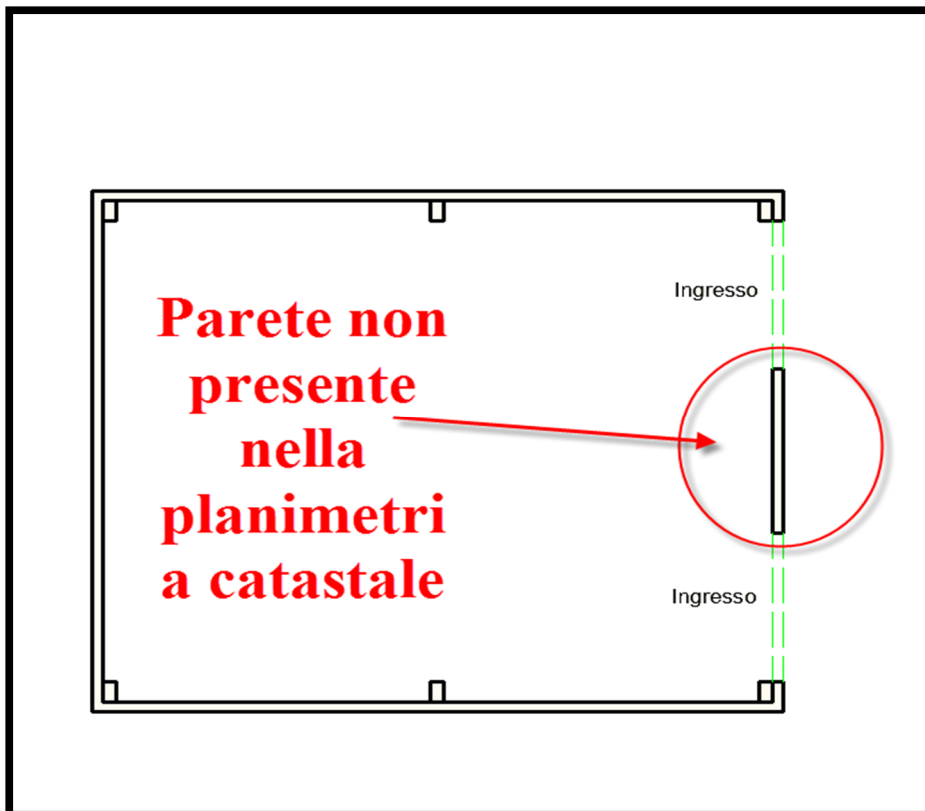 Ingresso
Parete non
presente
nella
planimetri
a catastale
Ingresso